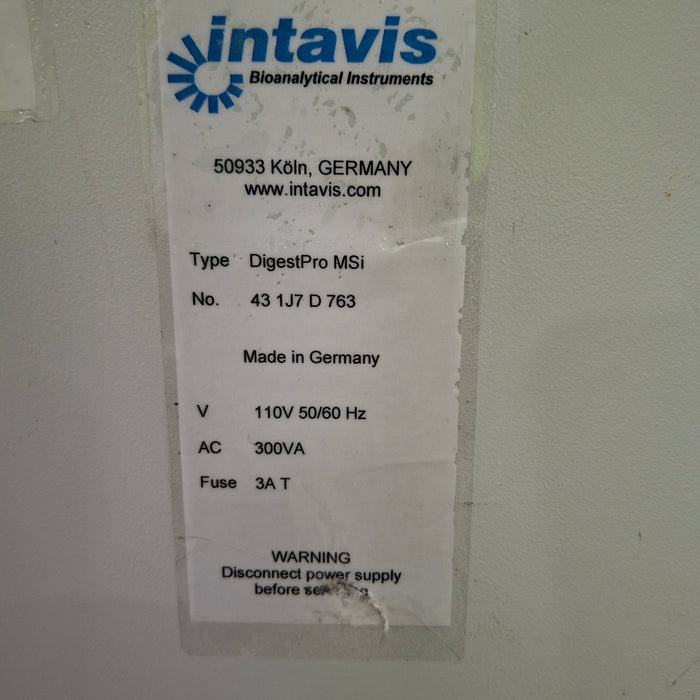 intavis
Bioanalytical Instruments
50933 Köln, GERMANY
www.intavis.com
Type DigestPro MSi
No. 43 1J7 D 763
Made in Germany
V 110V 50/60 Hz
AC 300VA
Fuse 3A T
WARNING
Disconnect power supply
before